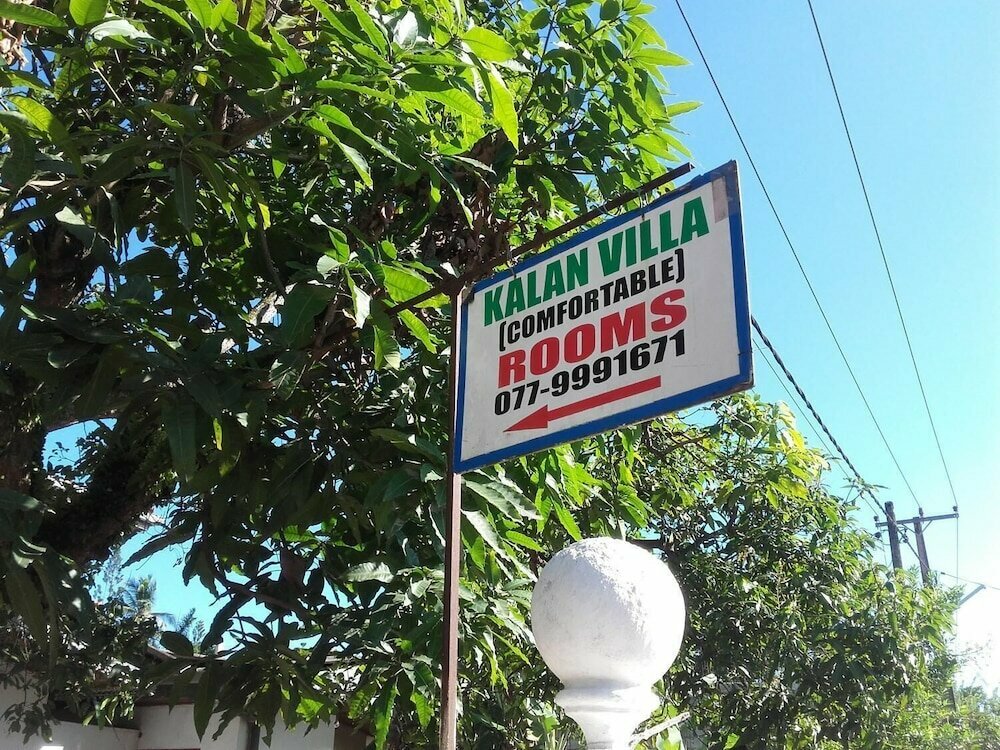 KALAN VILLA
(COMFORTABLE)
ROOMS
077-9991671